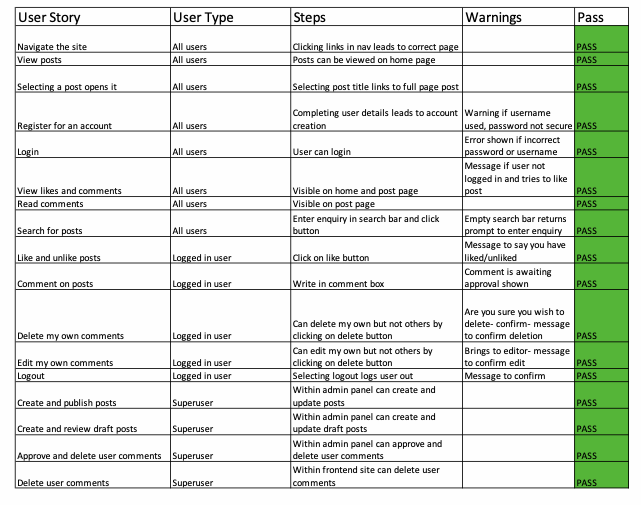 User Story User Type Steps Warnings Pass
Navigate the site All users Clicking links in nav leads to correct page PASS
View posts All users Posts can be viewed on home page PASS
Selecting a post opens it All users Selecting post title links to full page post PASS
Completing user details leads to account Warning if username
Register for an account All users creation used, password not secure PASS
Error shown if incorrect
Login All users User can login password or username PASS
Message if user not
logged in and tries to like
View likes and comments All users Visible on home and post page post PASS
Read comments All users Visible on post page PASS
Enter enquiry in search bar and click Empty search bar returns
Search for posts All users button prompt to enter enquiry PASS
Message to say you have
Like and unlike posts Logged in user Click on like button liked/unliked PASS
Comment is awaiting
Comment on posts Logged in user Write in comment box approval shown PASS
Are you sure you wish to
Can delete my own but not others by delete- confirm- message
Delete my own comments Logged in user clicking on delete button to confirm deletion PASS
Can edit my own but not others by Brings to editor- message
Edit my own comments Logged in user clicking on delete button to confirm edit PASS
Logout Logged in user Selecting logout logs user out Message to confirm PASS
Within admin panel can create and
Create and publish posts Superuser update posts PASS
Within admin panel can create and
Create and review draft posts Superuser update draft posts PASS
Within admin panel can approve and
Approve and delete user comments Superuser delete user comments PASS
Within frontend site can delete user
Delete user comments Superuser comments PASS